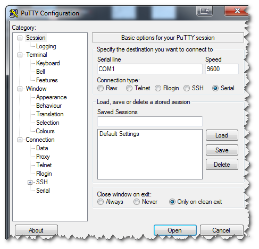 PuTTY Configuration
Category:
Session
Logging
Terminal
Keyboard
Bell
Features
Window
Appearance
Behaviour
Translation
Selection
Colours
Connection
Data
Proxy
Telnet
Rlogin
SSH
Serial
Basic options for your PuTTY session
Specify the destination you want to connect to
Serial line Speed
COM1 9600
Connection type:
Raw Telnet Rlogin SSH Serial
Load, save or delete a stored session
Saved Sessions
Default Settings
Load
Save
Delete
Close window on exit:
Always Never Only on clean exit
About Open Cancel